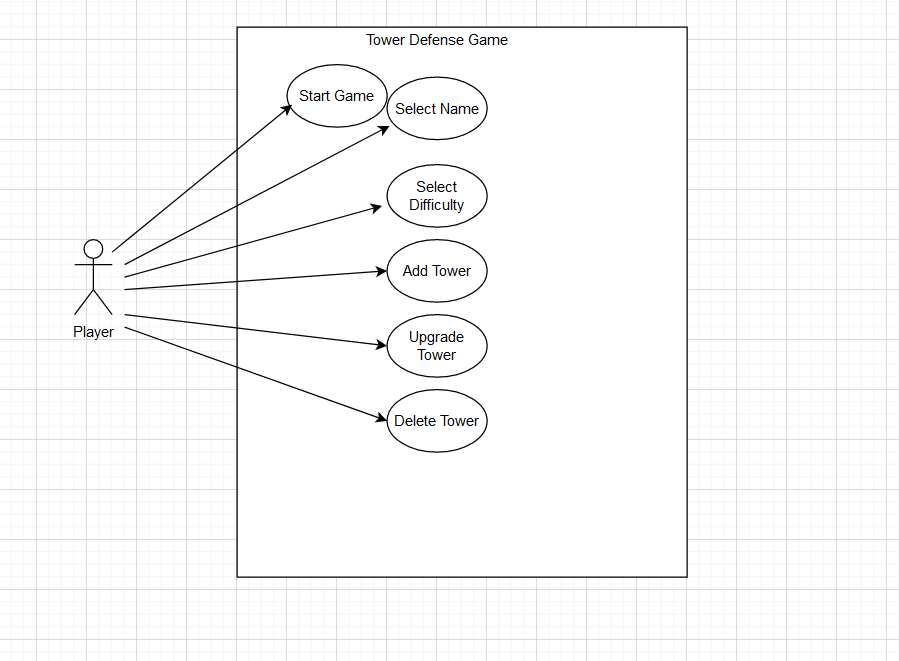 Tower Defense Game
Start Game
Select Name
Select
Difficulty
Add Tower
Player
Upgrade
Tower
Delete Tower